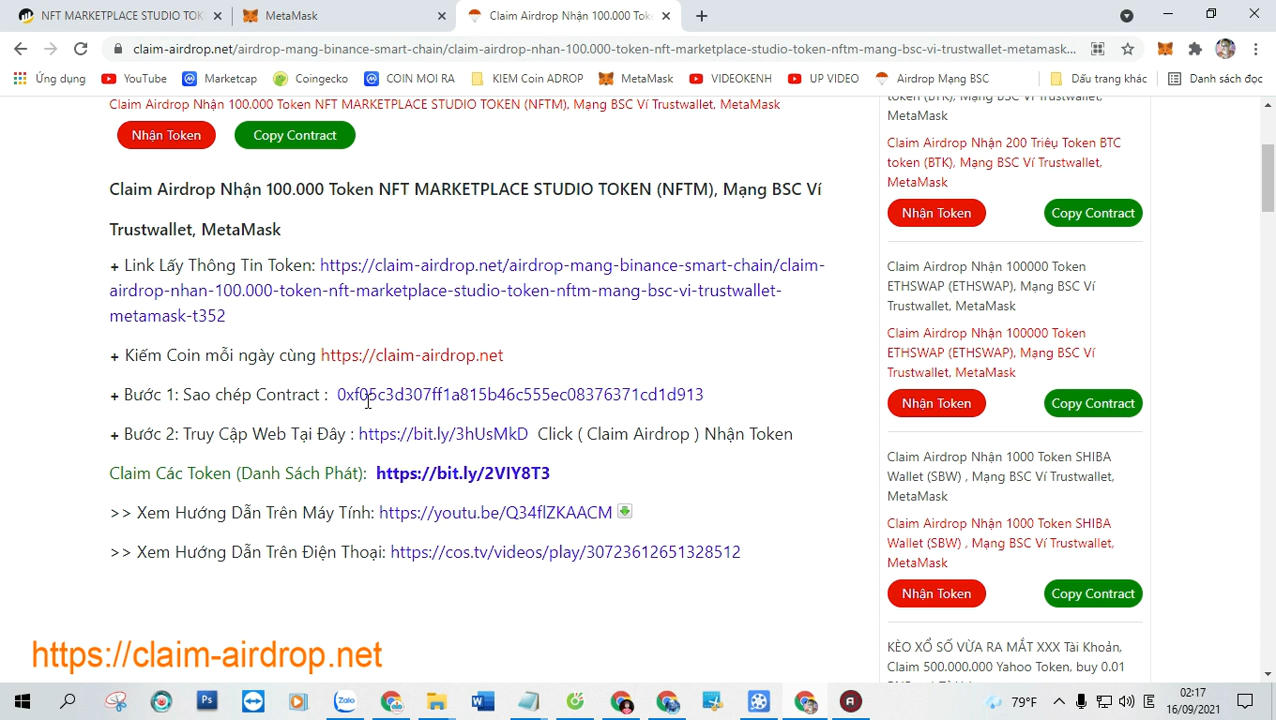 NFT MARKETPLACE STUDIO TOK
MetaMask
Claim Airdrop Nhận 100.000 Toke
claim-airdrop.net/airdrop-mang-binance-smart-chain/claim-airdrop-nhan-100.000-token-nft-marketplace-studio-token-nftm-mang-bsc-vi-trustwallet-metamask...
Ứng dụng
YouTube
Marketcap
Coingecko
COIN MOI RA
KIEM Coin ADROP
MetaMask
VIDEOKENH
UP VIDEO
Airdrop Mạng BSC
Dấu trang khác
Danh sách đọc
Claim Airdrop Nhận 100.000 Token NFT MARKETPLACE STUDIO TOKEN (NFTM), Mạng BSC Ví Trustwallet, MetaMask
Nhận Token
Copy Contract
Claim Airdrop Nhận 100.000 Token NFT MARKETPLACE STUDIO TOKEN (NFTM), Mạng BSC Ví
Trustwallet, MetaMask
+ Link Lấy Thông Tin Token: https://claim-airdrop.net/airdrop-mang-binance-smart-chain/claim-
airdrop-nhan-100.000-token-nft-marketplace-studio-token-nftm-mang-bsc-vi-trustwallet-
metamask-t352
+ Kiếm Coin mỗi ngày cùng https://claim-airdrop.net
+ Bước 1: Sao chép Contract : 0xf05c3d307ff1a815b46c555ec08376371cd1d913
+ Bước 2: Truy Cập Web Tại Đây : https://bit.ly/3hUsMkD Click ( Claim Airdrop ) Nhận Token
Claim Các Token (Danh Sách Phát): https://bit.ly/2VIY8T3
>> Xem Hướng Dẫn Trên Máy Tính: https://youtu.be/Q34flZKAACM
>> Xem Hướng Dẫn Trên Điện Thoại: https://cos.tv/videos/play/30723612651328512
https://claim-airdrop.net
token (BTK), Mạng BSC Ví Trustwallet,
MetaMask
Claim Airdrop Nhận 200 Triệu Token BTC
token (BTK), Mạng BSC Ví Trustwallet,
MetaMask
Nhận Token
Copy Contract
Claim Airdrop Nhận 100000 Token
ETHSWAP (ETHSWAP), Mạng BSC Ví
Trustwallet, MetaMask
Claim Airdrop Nhận 100000 Token
ETHSWAP (ETHSWAP), Mạng BSC Ví
Trustwallet, MetaMask
Nhận Token
Copy Contract
Claim Airdrop Nhận 1000 Token SHIBA
Wallet (SBW) , Mạng BSC Ví Trustwallet,
MetaMask
Claim Airdrop Nhận 1000 Token SHIBA
Wallet (SBW) , Mạng BSC Ví Trustwallet,
MetaMask
Nhận Token
Copy Contract
KÈO XỔ SỐ VỪA RA MẮT XXX Tài Khoản,
Claim 500.000.000 Yahoo Token, buy 0.01
Zalo
79°F
02:17
16/09/2021